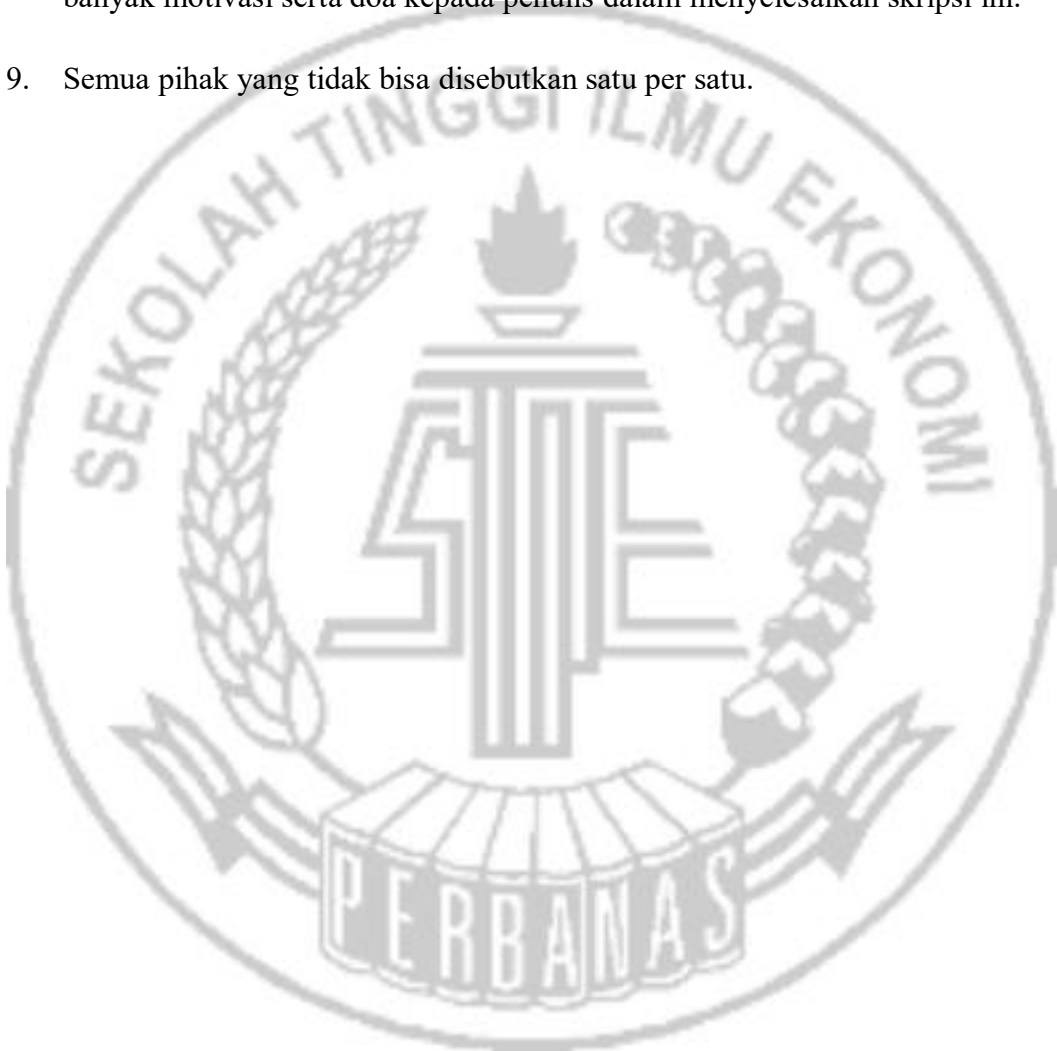 banyak motivasi serta doa kepada penulis dalam menyelesaikan skripsi ini.
9. Semua pihak yang tidak bisa disebutkan satu per satu.
SEKOLAH TINGGI ILMU EKONOMI
STIE
PERBANAS